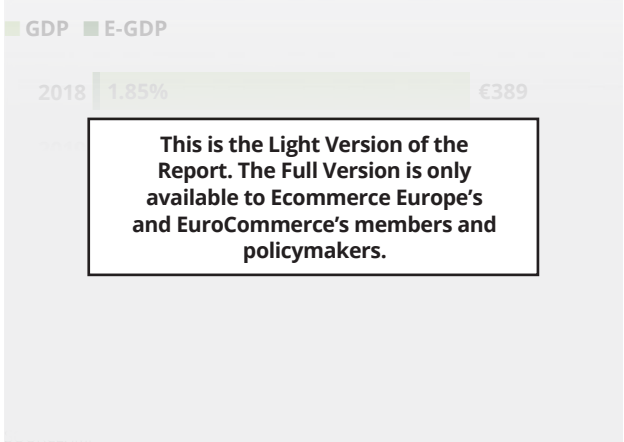 GDP E-GDP
2018 1.85% €389
This is the Light Version of the
Report. The Full Version is only
available to Ecommerce Europe’s
and EuroCommerce’s members and
policymakers.